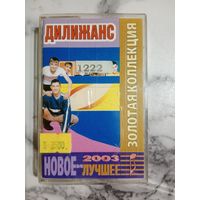 ДИЛИЖАНС
1222
ЗОЛОТАЯ КОЛЛЕКЦИЯ
2003
НОВОЕ
ЛУЧШЕЕ